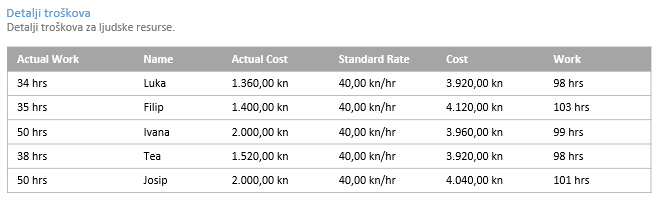 Detalji troškova
Detalji troškova za ljudske resurse.
Actual Work Name Actual Cost Standard Rate Cost Work
34 hrs Luka 1.360,00 kn 40,00 kn/hr 3.920,00 kn 98 hrs
35 hrs Filip 1.400,00 kn 40,00 kn/hr 4.120,00 kn 103 hrs
50 hrs Ivana 2.000,00 kn 40,00 kn/hr 3.960,00 kn 99 hrs
38 hrs Tea 1.520,00 kn 40,00 kn/hr 3.920,00 kn 98 hrs
50 hrs Josip 2.000,00 kn 40,00 kn/hr 4.040,00 kn 101 hrs